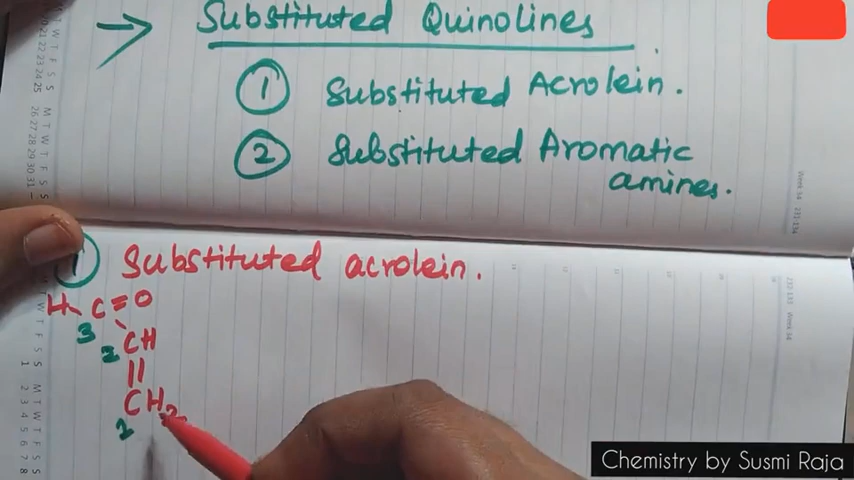 → Substituted Quinolines
① Substituted Acrolein.
② Substituted Aromatic
amines.
① Substituted acrolein.
H C = O
3
2 CH
||
CH2
1
Chemistry by Susmi Raja